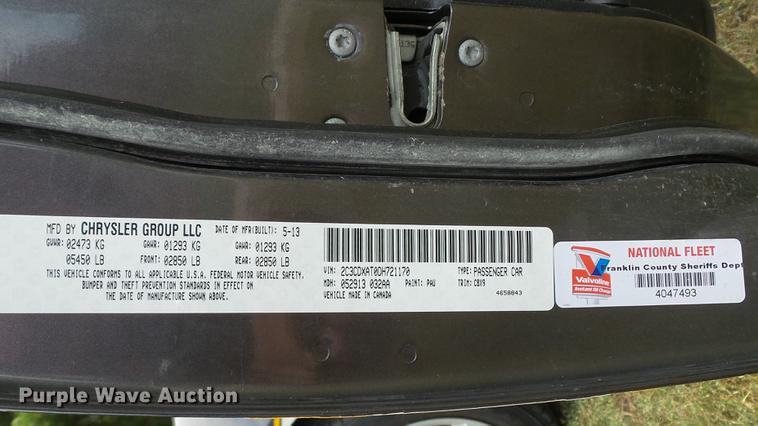 MFD BY CHRYSLER GROUP LLC DATE OF MFR(BUILT): 5-13
GVWR: 02473 KG GAWR: 01293 KG GAWR: 01293 KG
05450 LB FRONT: 02850 LB REAR: 02850 LB
THIS VEHICLE CONFORMS TO ALL APPLICABLE U.S.A. FEDERAL MOTOR VEHICLE SAFETY,
BUMPER AND THEFT PREVENTION STANDARDS IN EFFECT ON
THE DATE OF MANUFACTURE SHOWN ABOVE.
VIN: 2C3CDXAT0DH721170 TYPE: PASSENGER CAR
MDH: 052913 032AA PAINT: PAU TRIM: CBX9
VEHICLE MADE IN CANADA 4658843
NATIONAL FLEET
Franklin County Sheriffs Dept
4047493
Valvoline
Instant Oil Change
Purple Wave Auction